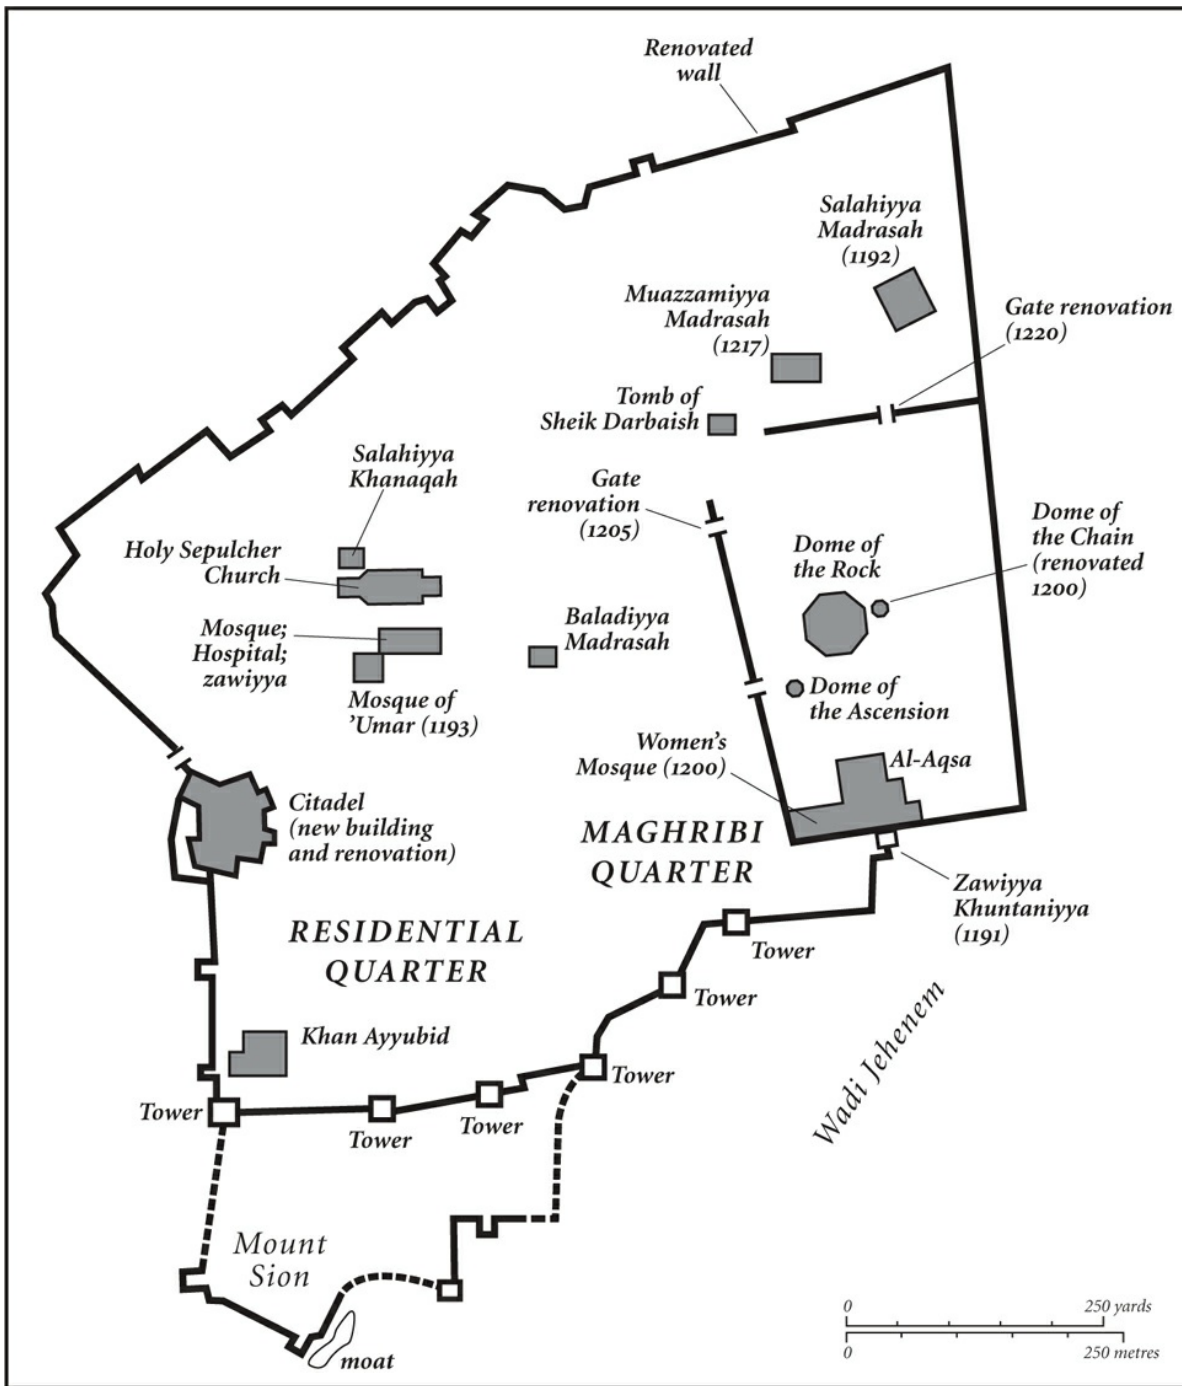 Renovated
wall
Salahiyya
Madrasah
(1192)
Muazzamiyya
Madrasah
(1217)
Gate renovation
(1220)
Tomb of
Sheik Darbaish
Salahiyya
Khanaqah
Gate
renovation
(1205)
Dome of
the Chain
(renovated
1200)
Dome of
the Rock
Holy Sepulcher
Church
Mosque;
Hospital;
zawiyya
Baladiyya
Madrasah
Mosque of
'Umar (1193)
Dome of
the Ascension
Women's
Mosque (1200)
Al-Aqsa
Citadel
(new building
and renovation)
MAGHRIBI
QUARTER
Zawiyya
Khuntaniyya
(1191)
RESIDENTIAL
QUARTER
Tower
Tower
Khan Ayyubid
Tower
Tower
Tower
Tower
Wadi Jehenem
Mount
Sion
moat
0 250 yards
0 250 metres